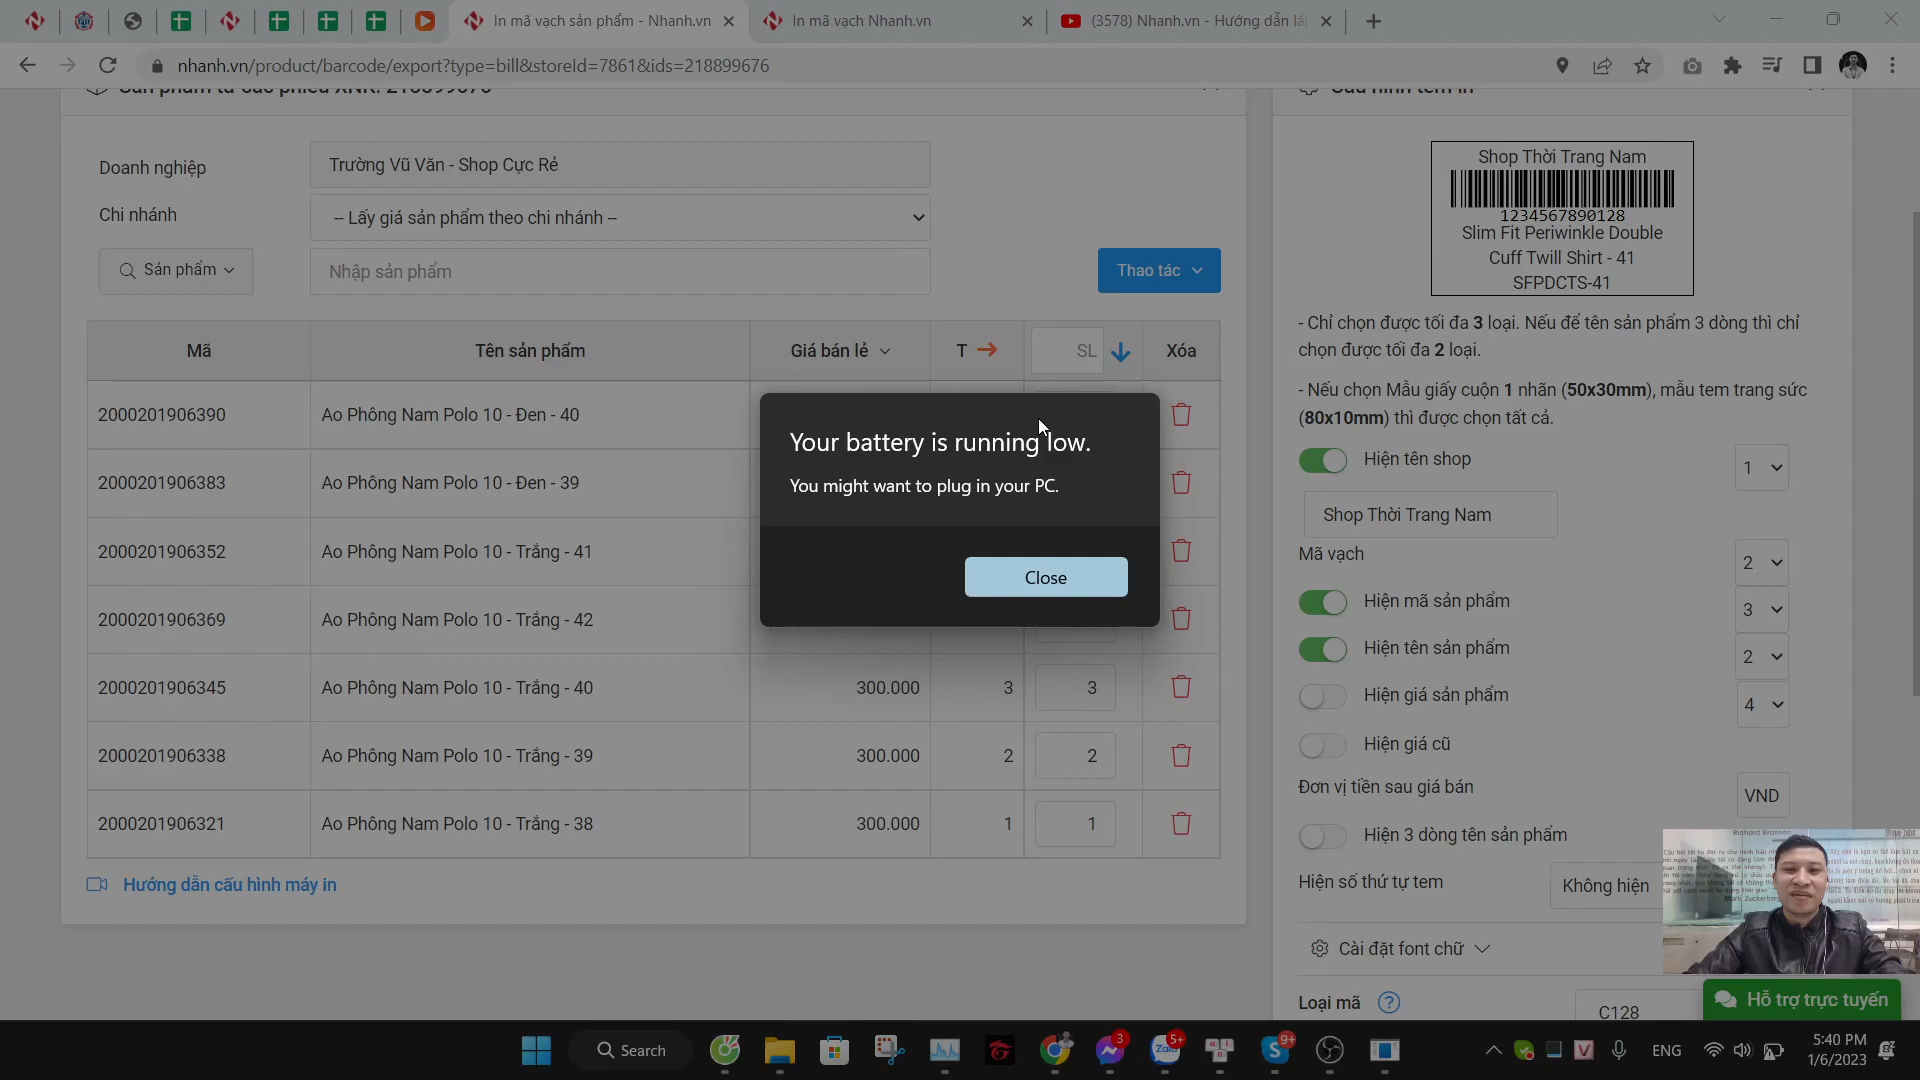 In mã vạch sản phẩm - Nhanh.vn
In mã vạch Nhanh.vn
(3578) Nhanh.vn - Hướng dẫn lắ
nhanh.vn/product/barcode/export?type=bill&storeId=7861&ids=218899676
Doanh nghiệp
Trường Vũ Văn - Shop Cực Rẻ
Chi nhánh
-- Lấy giá sản phẩm theo chi nhánh --
Sản phẩm
Nhập sản phẩm
Thao tác
Mã
Tên sản phẩm
Giá bán lẻ
T
SL
Xóa
2000201906390
Ao Phông Nam Polo 10 - Đen - 40
2000201906383
Ao Phông Nam Polo 10 - Đen - 39
2000201906352
Ao Phông Nam Polo 10 - Trắng - 41
2000201906369
Ao Phông Nam Polo 10 - Trắng - 42
2000201906345
Ao Phông Nam Polo 10 - Trắng - 40
300.000
3
3
2000201906338
Ao Phông Nam Polo 10 - Trắng - 39
300.000
2
2
2000201906321
Ao Phông Nam Polo 10 - Trắng - 38
300.000
1
1
Hướng dẫn cấu hình máy in
Your battery is running low.
You might want to plug in your PC.
Close
Shop Thời Trang Nam
1234567890128
Slim Fit Periwinkle Double
Cuff Twill Shirt - 41
SFPDCTS-41
- Chỉ chọn được tối đa 3 loại. Nếu để tên sản phẩm 3 dòng thì chỉ
chọn được tối đa 2 loại.
- Nếu chọn Mẫu giấy cuộn 1 nhãn (50x30mm), mẫu tem trang sức
(80x10mm) thì được chọn tất cả.
Hiện tên shop
1
Shop Thời Trang Nam
Mã vạch
2
Hiện mã sản phẩm
3
Hiện tên sản phẩm
2
Hiện giá sản phẩm
4
Hiện giá cũ
Đơn vị tiền sau giá bán
VND
Hiện 3 dòng tên sản phẩm
Hiện số thứ tự tem
Không hiện
Cài đặt font chữ
Loại mã
C128
Richard Branson
Mark Zuckerberg
Hỗ trợ trực tuyến
Search
3
5+
Zalo
9+
ENG
5:40 PM
1/6/2023